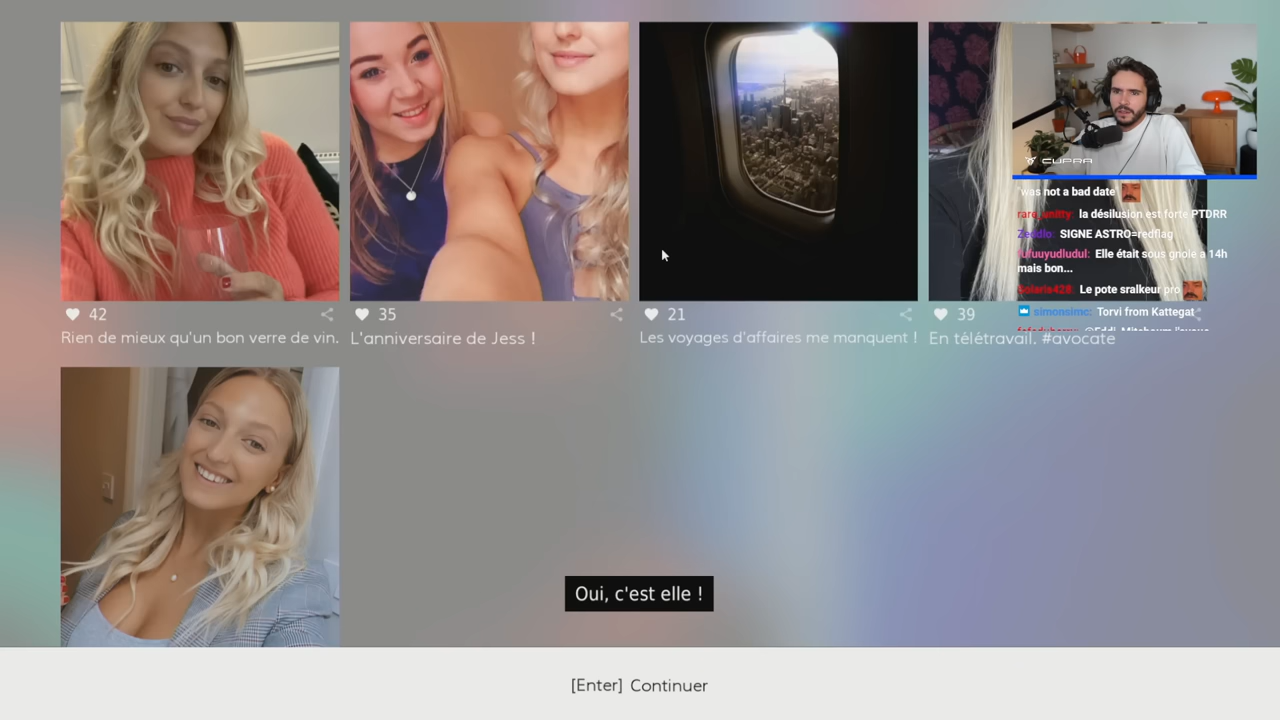 CUPRA
"was not a bad date"
rare_unitty: la désilusion est forte PTDRR
SIGNE ASTRO=redflag
Elle était sous gnole a 14h
mais bon...
Le pote sralkeur pro
simonsimc: Torvi from Kattegat
42
35
21
39
Rien de mieux qu'un bon verre de vin.
L'anniversaire de Jess !
Les voyages d'affaires me manquent !
En télétravail. #avocate
Oui, c'est elle !
[Enter] Continuer